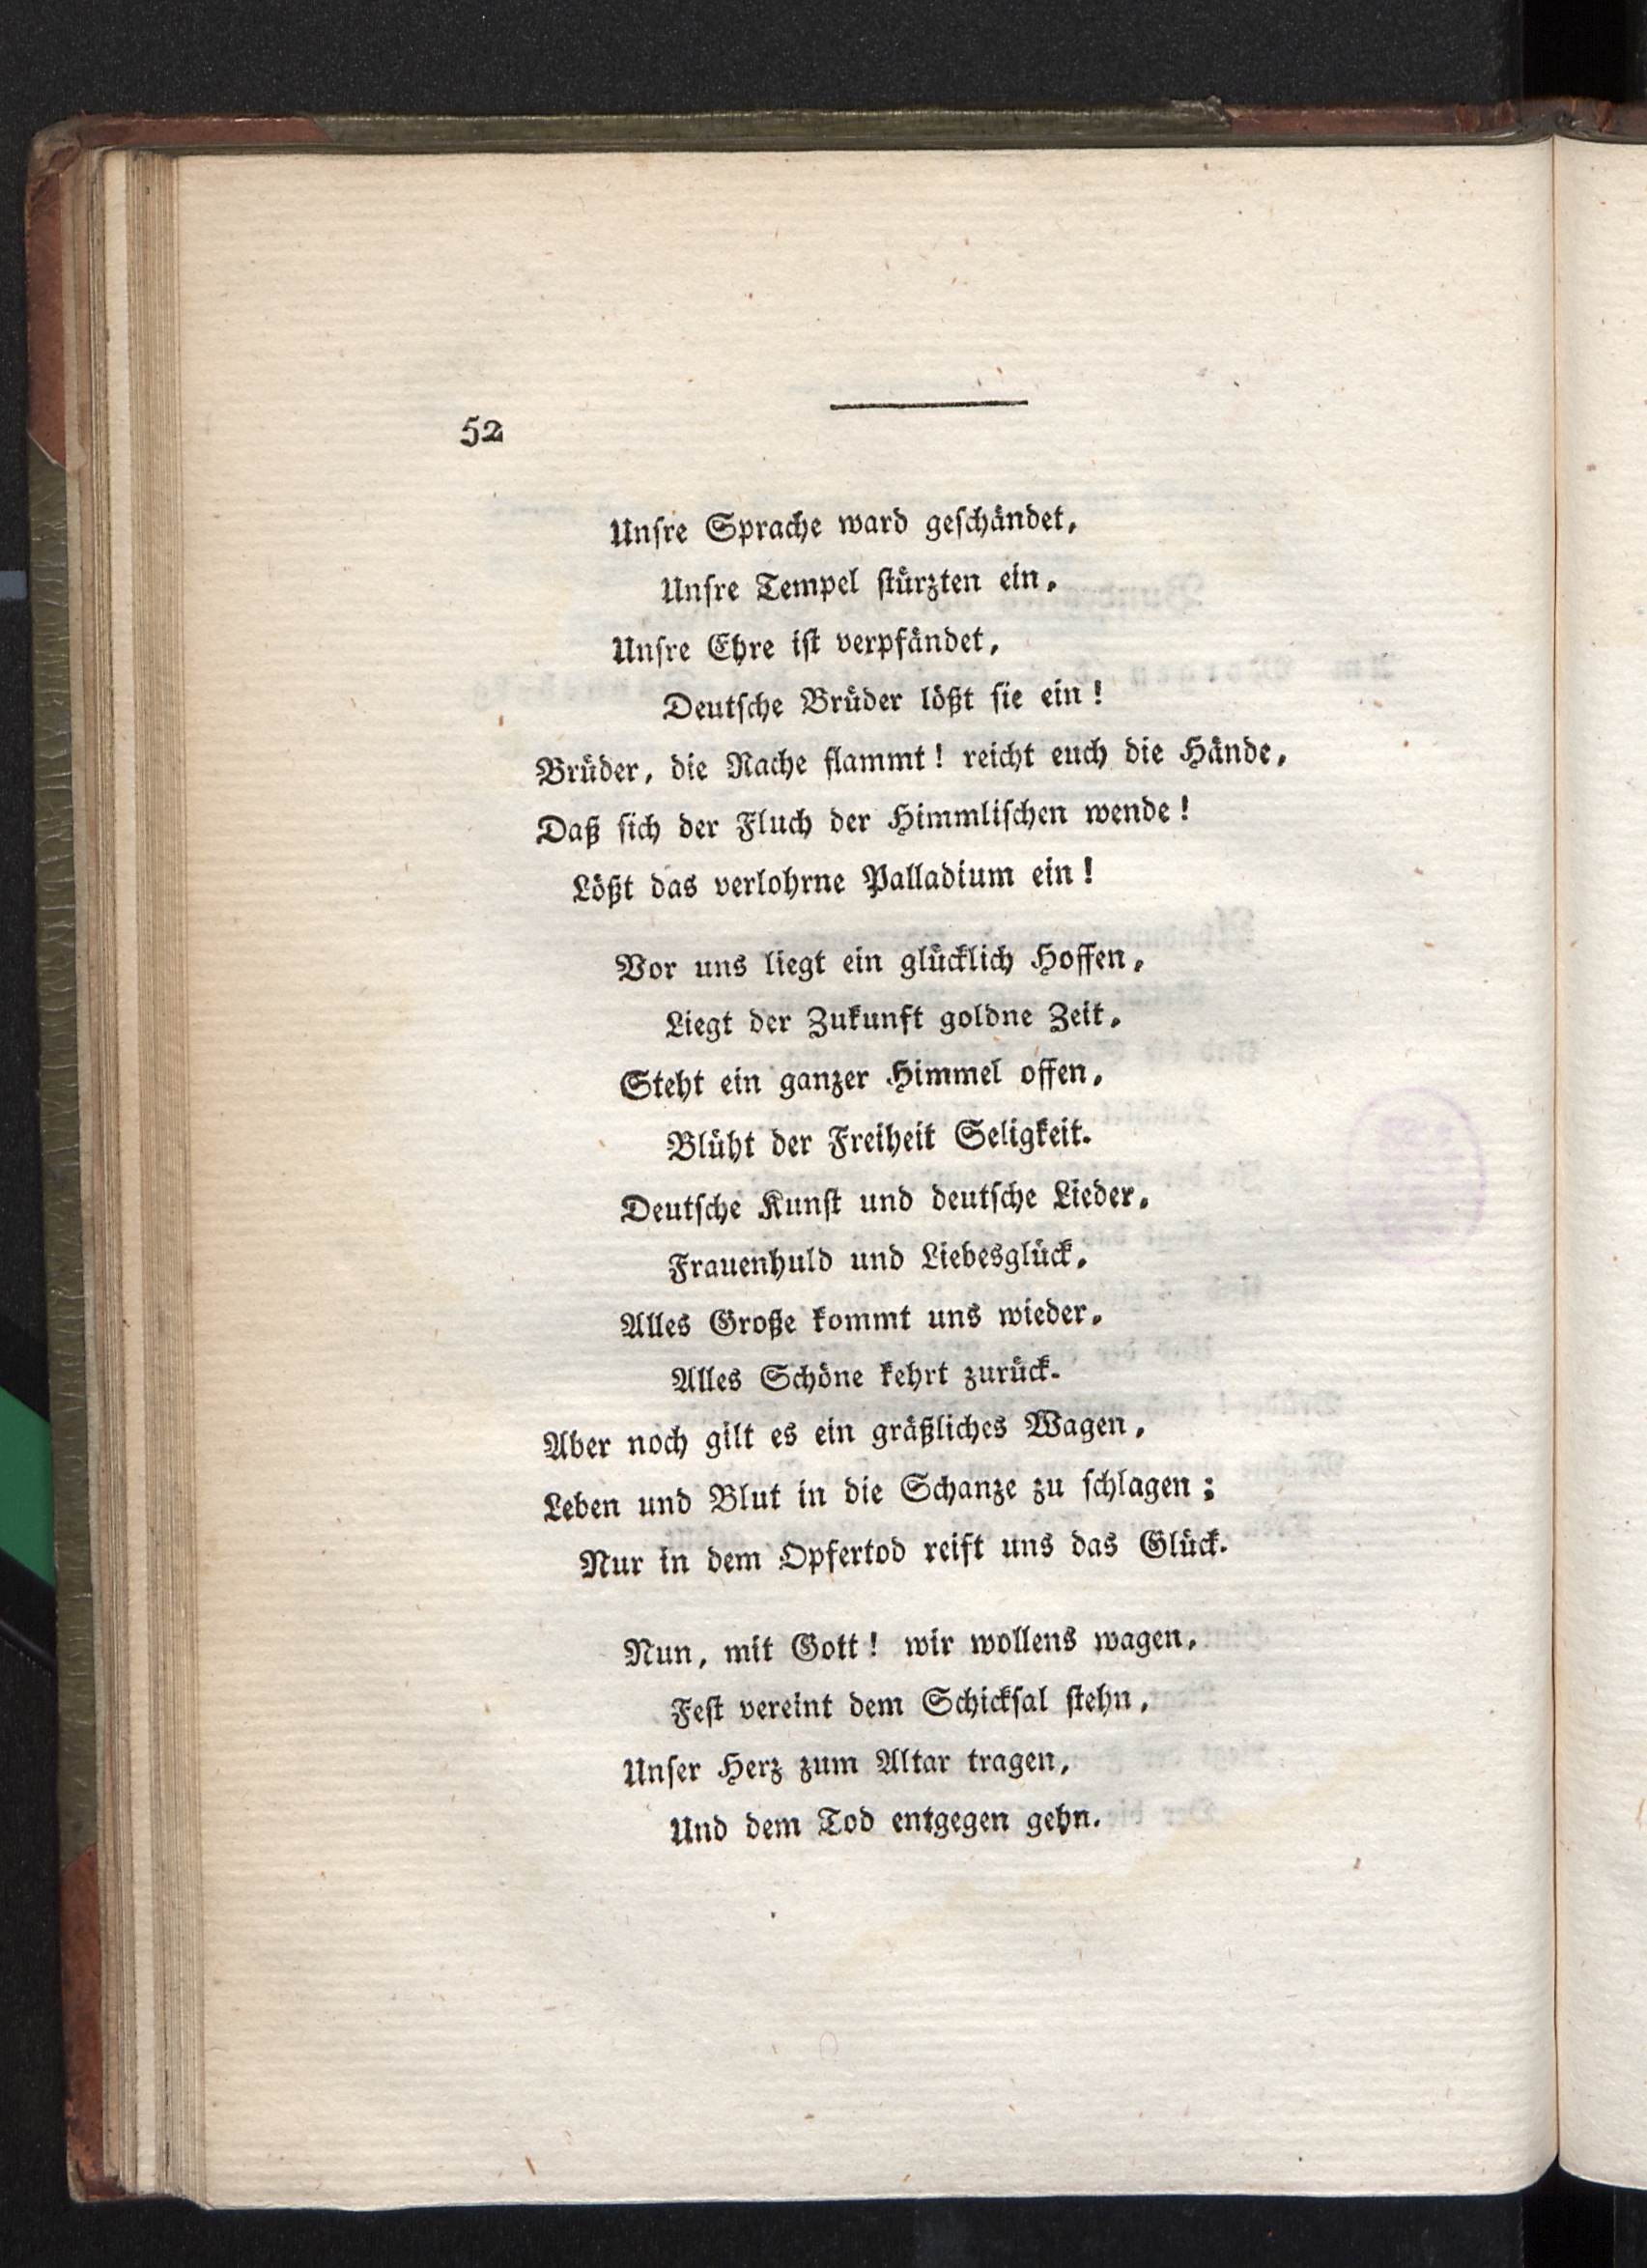 52
Unſre Sprache ward geſchändet,
Unſre Tempel ſtürzten ein,
Unſre Ehre iſt verpfändet,
Deutſche Brüder lößt ſie ein!
Brüder, die Rache flammt! reicht euch die Hände,
Daß ſich der Fluch der Himmliſchen wende!
Lößt das verlohrne Palladium ein!
Vor uns liegt ein glücklich Hoffen,
Liegt der Zukunft goldne Zeit,
Steht ein ganzer Himmel offen,
Blüht der Freiheit Seligkeit.
Deutſche Kunſt und deutſche Lieder,
Frauenhuld und Liebesglück,
Alles Große kommt uns wieder,
Alles Schöne kehrt zurück.
Aber noch gilt es ein gräßliches Wagen,
Leben und Blut in die Schanze zu ſchlagen;
Nur in dem Opfertod reift uns das Glück.
Nun, mit Gott! wir wollens wagen,
Feſt vereint dem Schickſal ſtehn,
Unſer Herz zum Altar tragen,
Und dem Tod entgegen gehn.